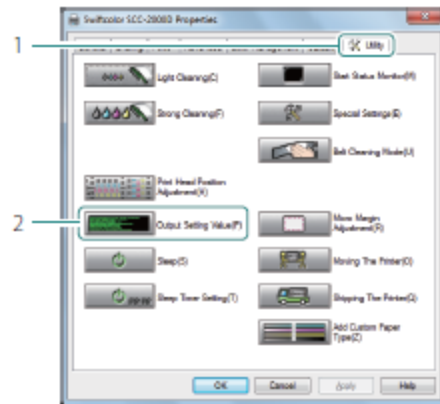 Swiftcolor SCC-2000D Properties
1
Utility
Light Cleaning(C)
Start Status Monitor(M)
Strong Cleaning(F)
Special Settings(E)
Belt Cleaning Mode(U)
Print Head Position
Adjustment(X)
2
Output Setting Value(P)
Micro Margin
Adjustment(R)
Sleep(S)
Moving The Printer(O)
Sleep Timer Setting(T)
Shipping The Printer(Q)
Add Custom Paper
Type(Z)
OK
Cancel
Apply
Help